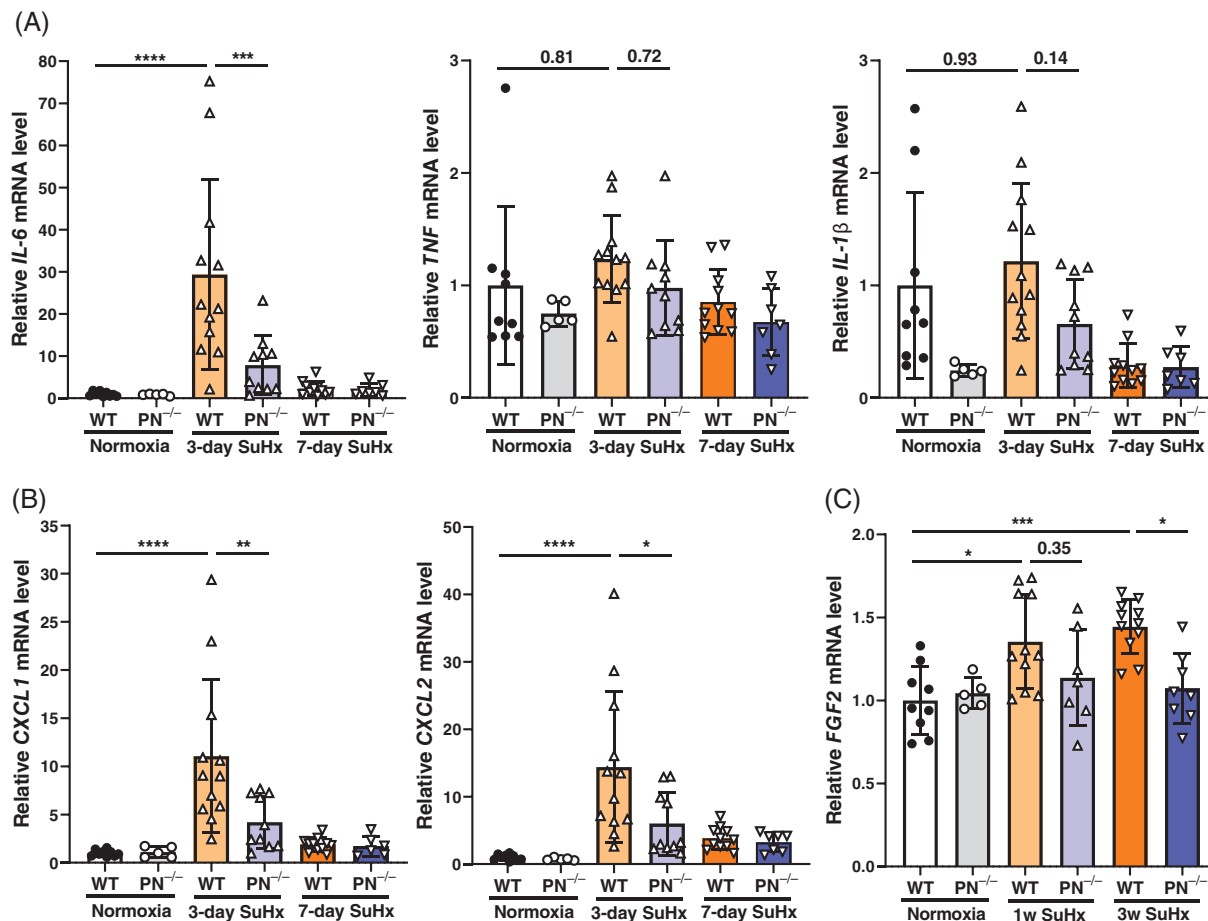 (A)
Relative IL-6 mRNA level
80
70
60
50
40
30
20
10
0
****
***
WT PN−/− WT PN−/− WT PN−/−
Normoxia 3-day SuHx 7-day SuHx
Relative TNF mRNA level
3
2
1
0
0.81
0.72
WT PN−/− WT PN−/− WT PN−/−
Normoxia 3-day SuHx 7-day SuHx
Relative IL-1β mRNA level
3
2
1
0
0.93
0.14
WT PN−/− WT PN−/− WT PN−/−
Normoxia 3-day SuHx 7-day SuHx
(B)
Relative CXCL1 mRNA level
35
30
25
20
15
10
5
0
****
**
WT PN−/− WT PN−/− WT PN−/−
Normoxia 3-day SuHx 7-day SuHx
Relative CXCL2 mRNA level
50
40
30
20
10
0
****
*
WT PN−/− WT PN−/− WT PN−/−
Normoxia 3-day SuHx 7-day SuHx
(C)
Relative FGF2 mRNA level
2.0
1.5
1.0
0.5
0.0
***
*
*
0.35
WT PN−/− WT PN−/− WT PN−/−
Normoxia 1w SuHx 3w SuHx